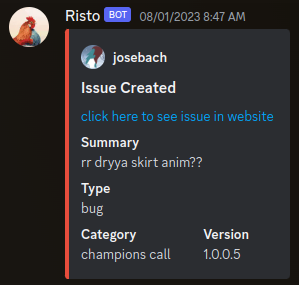 Risto BOT 08/01/2023 8:47 AM
josebach
Issue Created
click here to see issue in website
Summary
rr dryya skirt anim??
Type
bug
Category Version
champions call 1.0.0.5